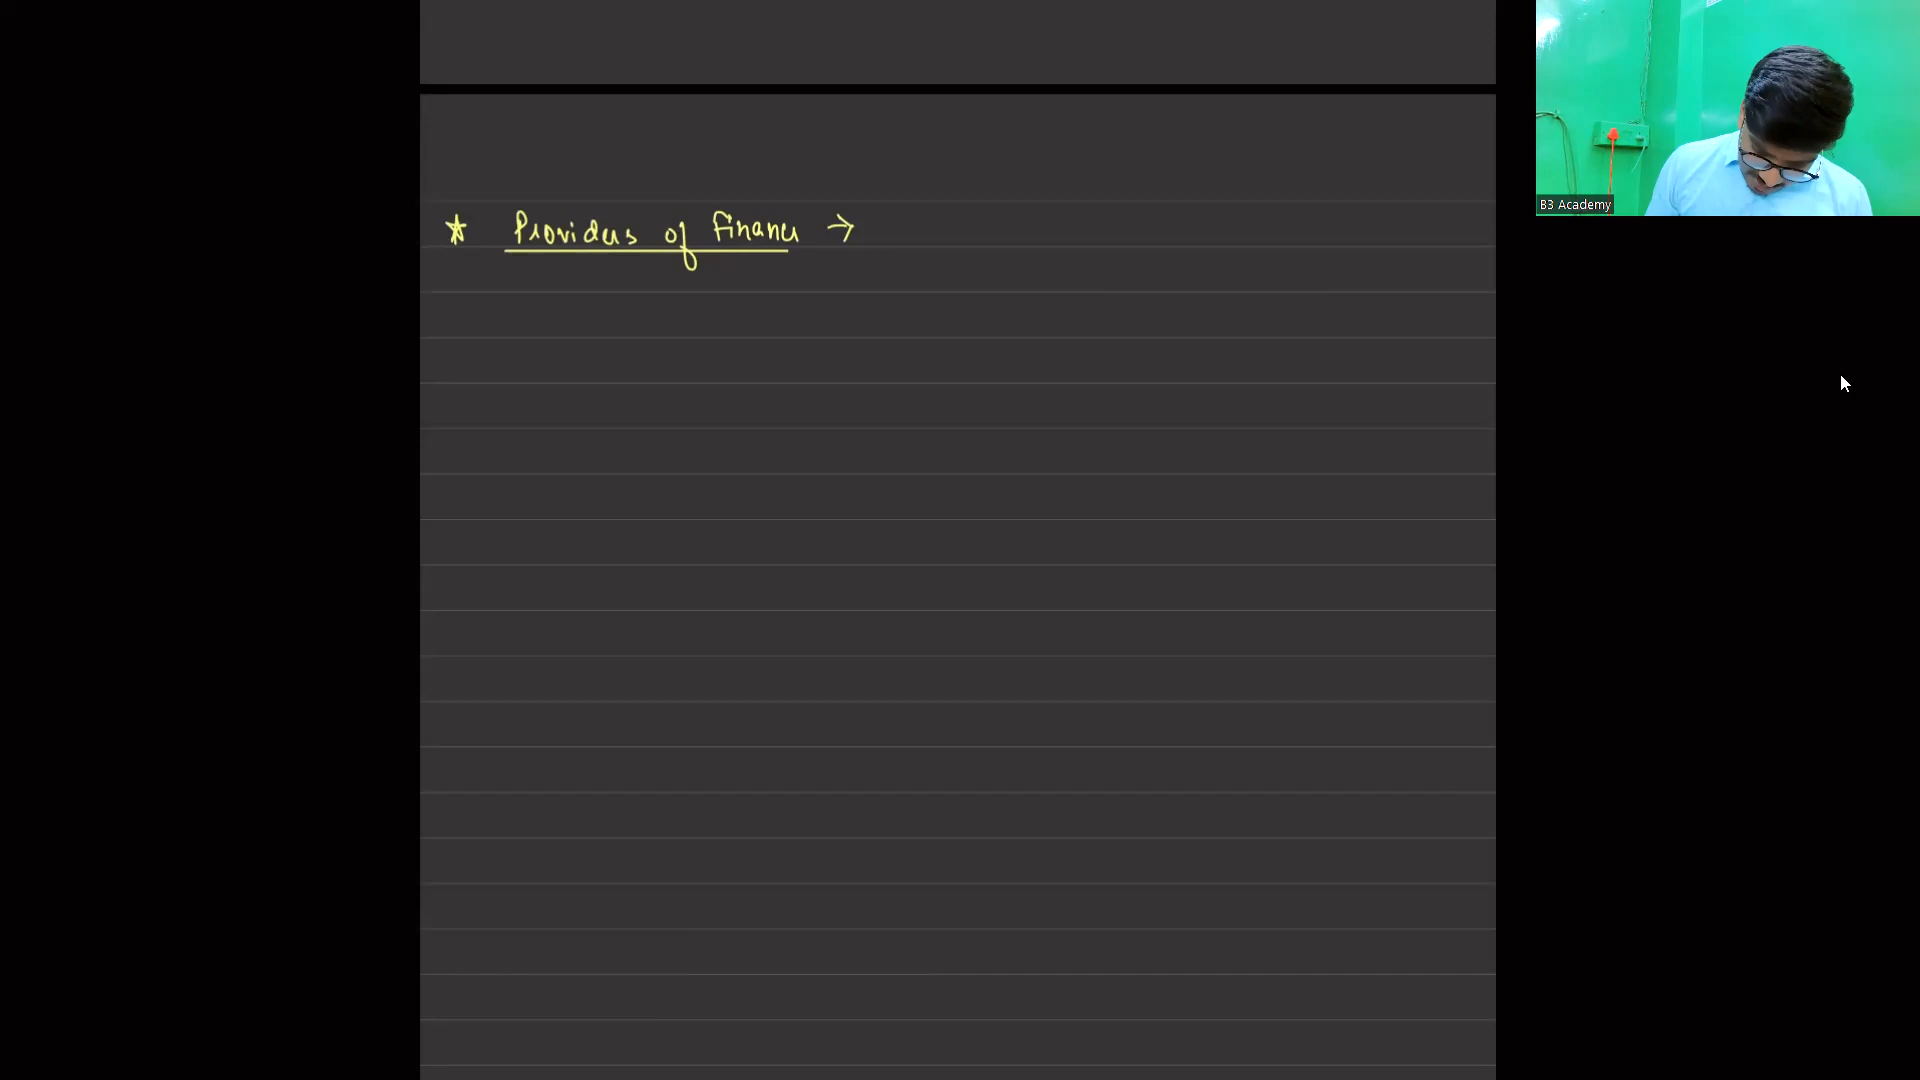 ★ Providers of finance →
B3 Academy